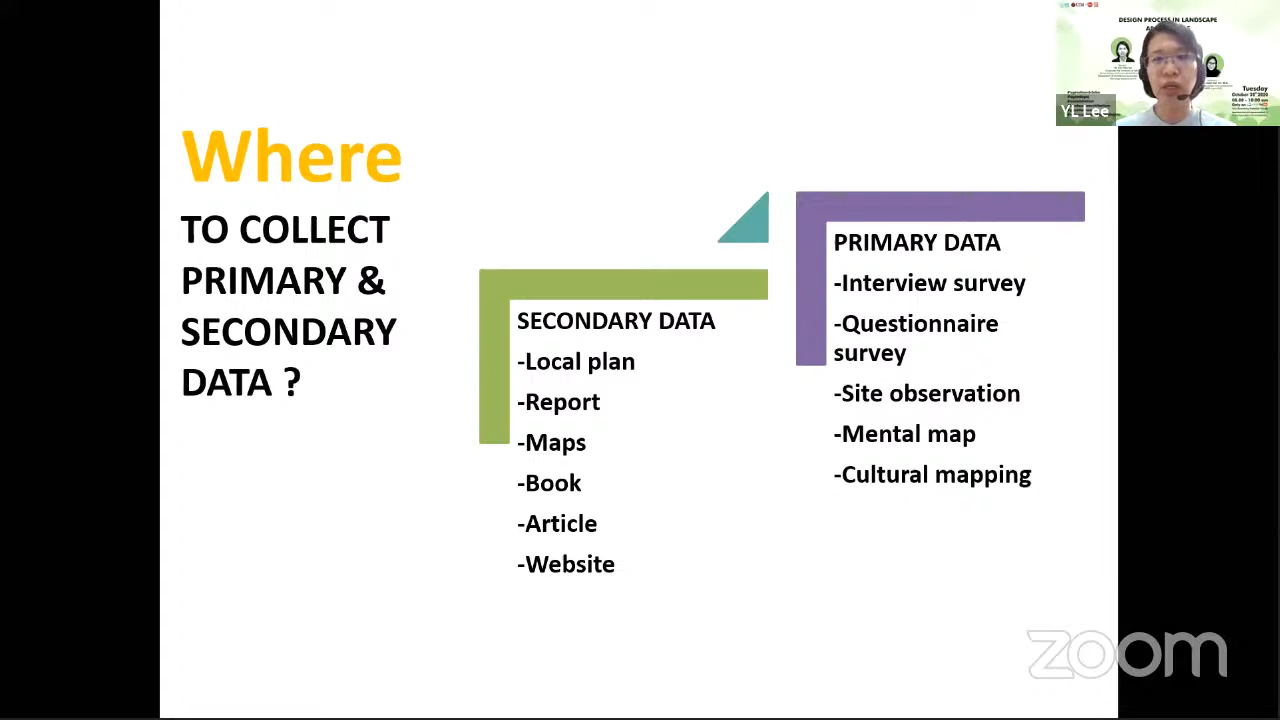 Where
TO COLLECT
PRIMARY &
SECONDARY
DATA ?
SECONDARY DATA
-Local plan
-Report
-Maps
-Book
-Article
-Website
PRIMARY DATA
-Interview survey
-Questionnaire
survey
-Site observation
-Mental map
-Cultural mapping
DESIGN PROCESS IN LANDSCAPE
Tuesday
YL Lee
zoom